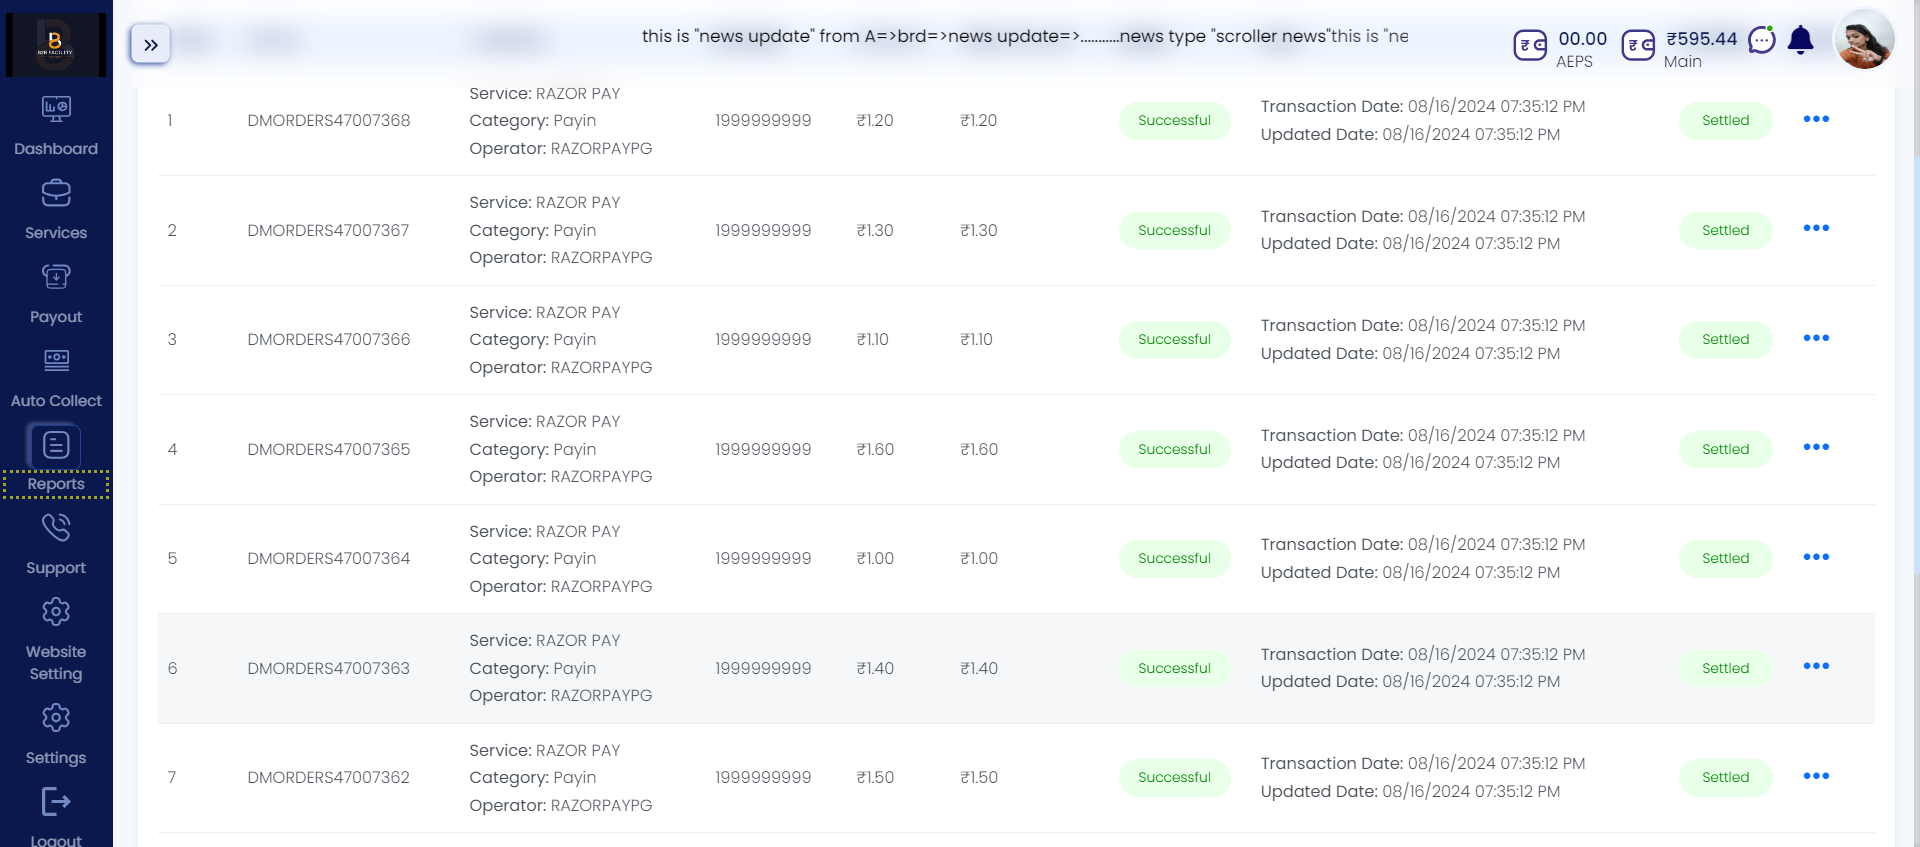 B2B FACILITY
this is "news update" from A=>brd=>news update=>...........news type "scroller news"this is "ne
00.00
AEPS
₹595.44
Main
Dashboard
Services
Payout
Auto Collect
Reports
Support
Website
Setting
Settings
Logout
Service: RAZOR PAY
1 DMORDERS47007368 Category: Payin 1999999999 ₹1.20 ₹1.20 Successful Transaction Date: 08/16/2024 07:35:12 PM Settled
Updated Date: 08/16/2024 07:35:12 PM
Operator: RAZORPAYPG
Service: RAZOR PAY
2 DMORDERS47007367 Category: Payin 1999999999 ₹1.30 ₹1.30 Successful Transaction Date: 08/16/2024 07:35:12 PM Settled
Updated Date: 08/16/2024 07:35:12 PM
Operator: RAZORPAYPG
Service: RAZOR PAY
3 DMORDERS47007366 Category: Payin 1999999999 ₹1.10 ₹1.10 Successful Transaction Date: 08/16/2024 07:35:12 PM Settled
Updated Date: 08/16/2024 07:35:12 PM
Operator: RAZORPAYPG
Service: RAZOR PAY
4 DMORDERS47007365 Category: Payin 1999999999 ₹1.60 ₹1.60 Successful Transaction Date: 08/16/2024 07:35:12 PM Settled
Updated Date: 08/16/2024 07:35:12 PM
Operator: RAZORPAYPG
Service: RAZOR PAY
5 DMORDERS47007364 Category: Payin 1999999999 ₹1.00 ₹1.00 Successful Transaction Date: 08/16/2024 07:35:12 PM Settled
Updated Date: 08/16/2024 07:35:12 PM
Operator: RAZORPAYPG
Service: RAZOR PAY
6 DMORDERS47007363 Category: Payin 1999999999 ₹1.40 ₹1.40 Successful Transaction Date: 08/16/2024 07:35:12 PM Settled
Updated Date: 08/16/2024 07:35:12 PM
Operator: RAZORPAYPG
Service: RAZOR PAY
7 DMORDERS47007362 Category: Payin 1999999999 ₹1.50 ₹1.50 Successful Transaction Date: 08/16/2024 07:35:12 PM Settled
Updated Date: 08/16/2024 07:35:12 PM
Operator: RAZORPAYPG